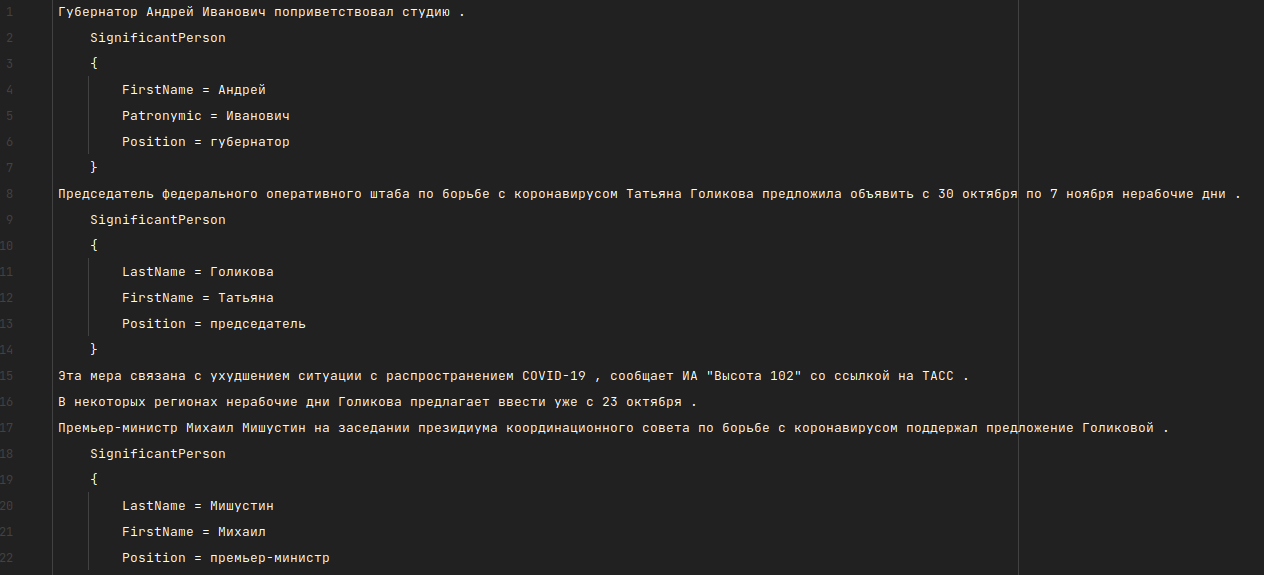 1 Губернатор Андрей Иванович поприветствовал студию .
2 SignificantPerson
3 {
4 FirstName = Андрей
5 Patronymic = Иванович
6 Position = губернатор
7 }
8 Председатель федерального оперативного штаба по борьбе с коронавирусом Татьяна Голикова предложила объявить с 30 октября по 7 ноября нерабочие дни .
9 SignificantPerson
10 {
11 LastName = Голикова
12 FirstName = Татьяна
13 Position = председатель
14 }
15 Эта мера связана с ухудшением ситуации с распространением COVID-19 , сообщает ИА "Высота 102" со ссылкой на ТАСС .
16 В некоторых регионах нерабочие дни Голикова предлагает ввести уже с 23 октября .
17 Премьер-министр Михаил Мишустин на заседании президиума координационного совета по борьбе с коронавирусом поддержал предложение Голиковой .
18 SignificantPerson
19 {
20 LastName = Мишустин
21 FirstName = Михаил
22 Position = премьер-министр